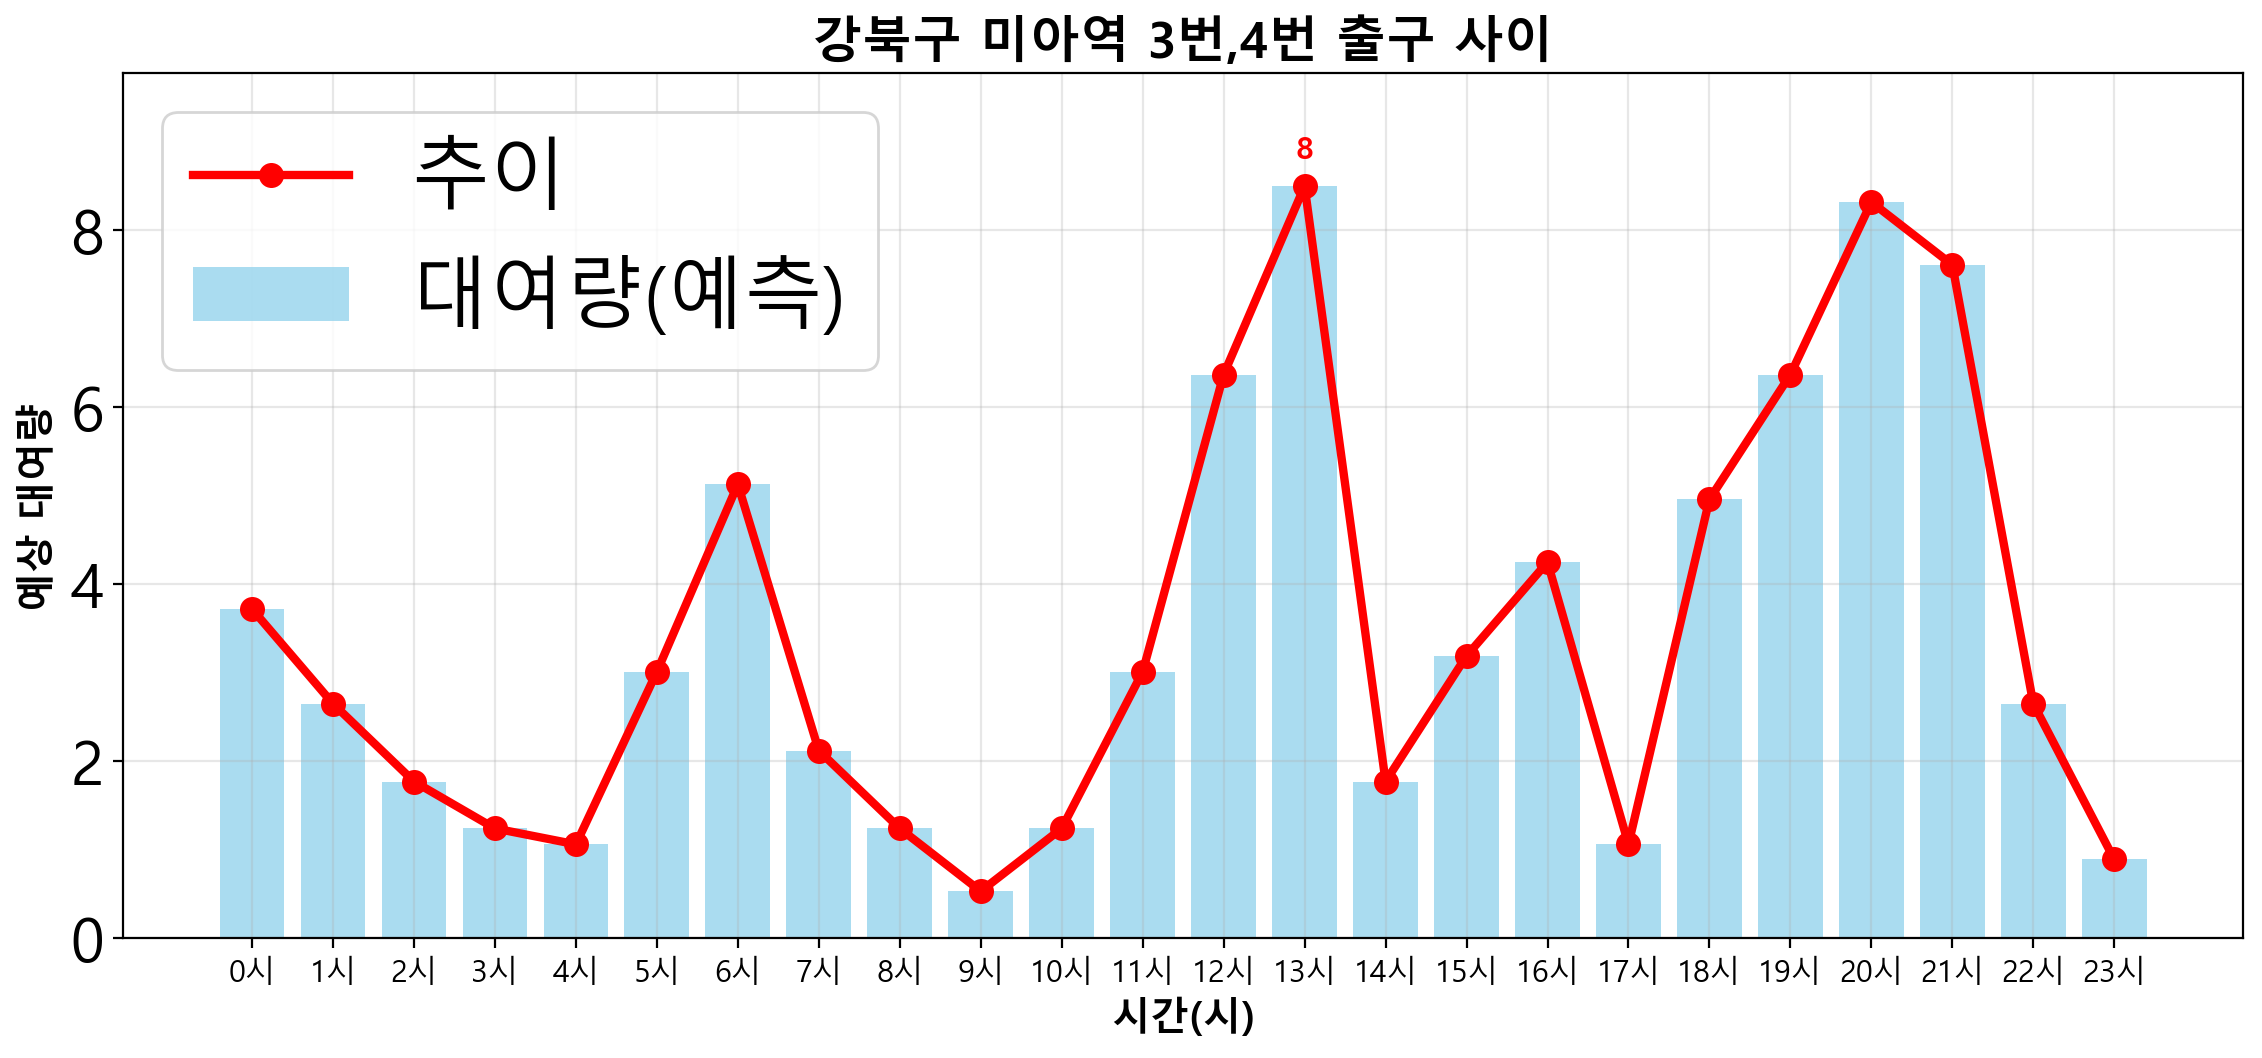 강북구 미아역 3번,4번 출구 사이
추이
대여량(예측)
8
예상 대여량
8
6
4
2
0
0시 1시 2시 3시 4시 5시 6시 7시 8시 9시 10시 11시 12시 13시 14시 15시 16시 17시 18시 19시 20시 21시 22시 23시
시간(시)